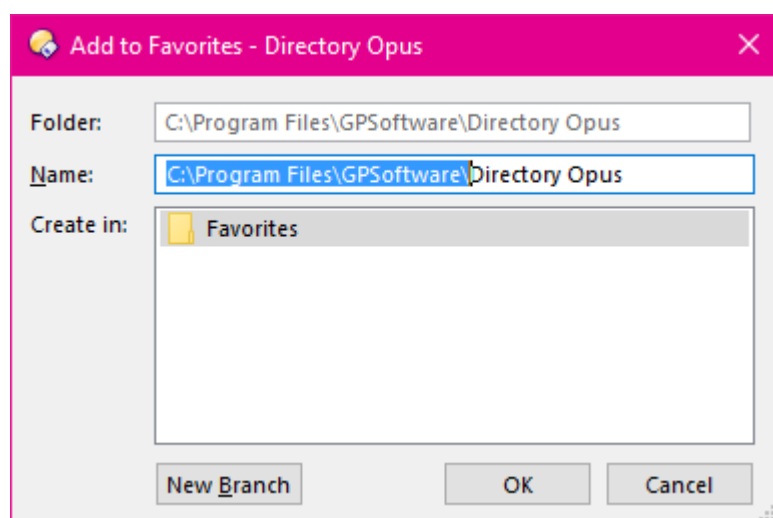 Add to Favorites - Directory Opus
Folder: C:\Program Files\GPSoftware\Directory Opus
Name: C:\Program Files\GPSoftware\Directory Opus
Create in: Favorites
New Branch OK Cancel